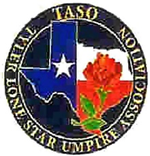 TASO
TYLER LONE STAR UMPIRE ASSOCIATION